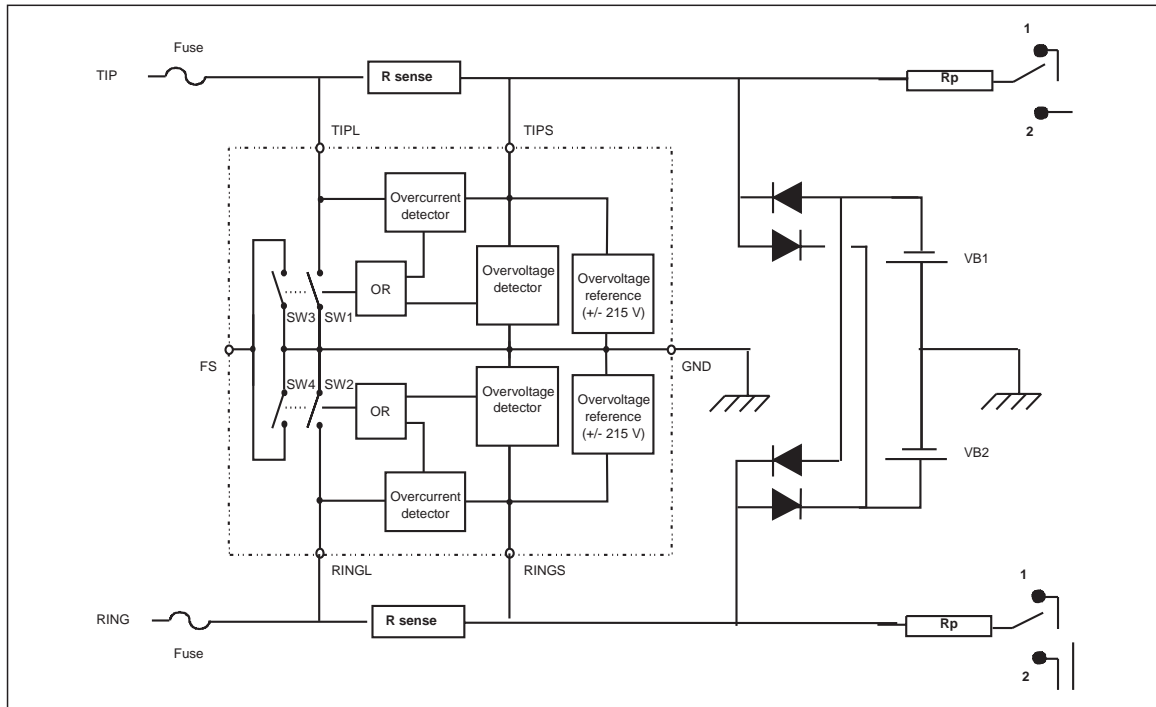 1
Fuse
TIP
R sense
Rp
2
TIPL
TIPS
Overcurrent
detector
OR
Overvoltage
detector
Overvoltage
reference
(+/- 215 V)
VB1
SW3
SW1
FS
GND
SW4
SW2
OR
Overvoltage
detector
Overvoltage
reference
(+/- 215 V)
VB2
Overcurrent
detector
RINGL
RINGS
1
RING
R sense
Rp
Fuse
2